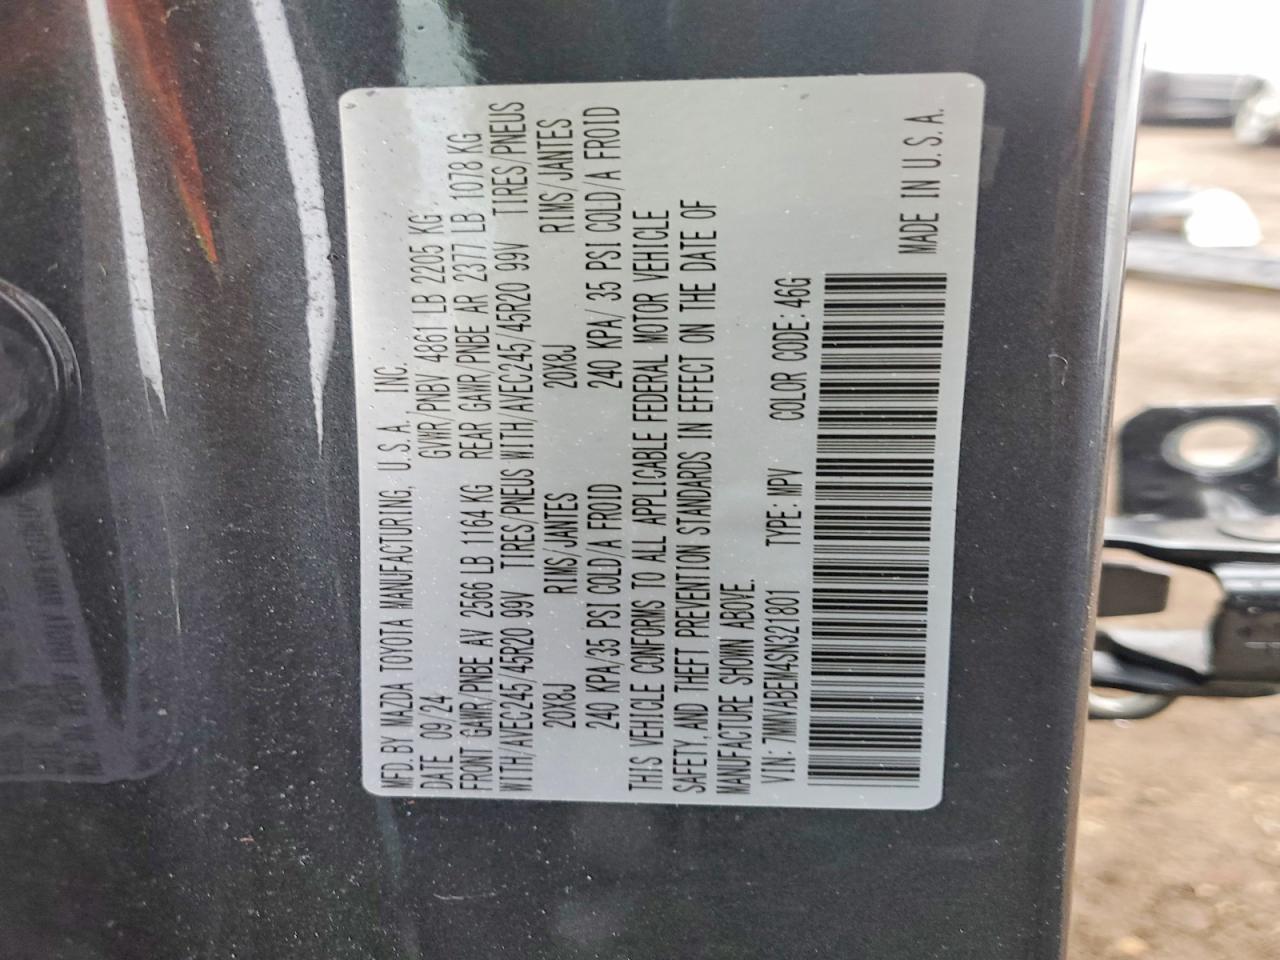 MFD.BY MAZDA TOYOTA MANUFACTURING, U.S.A., INC.
DATE 09/24 GVWR/PNBV 4861 LB 2205 KG
FRONT GAWR/PNBE AV 2566 LB 1164 KG REAR GAWR/PNBE AR 2377 LB 1078 KG
WITH/AVEC245/45R20 99V TIRES/PNEUS WITH/AVEC245/45R20 99V TIRES/PNEUS
20X8J RIMS/JANTES 20X8J RIMS/JANTES
240 KPA/35 PSI COLD/A FROID 240 KPA/ 35 PSI COLD/A FROID
THIS VEHICLE CONFORMS TO ALL APPLICABLE FEDERAL MOTOR VEHICLE
SAFETY,AND THEFT PREVENTION STANDARDS IN EFFECT ON THE DATE OF
MANUFACTURE SHOWN ABOVE.
VIN: 7MMVABEM4SN321801 TYPE: MPV COLOR CODE: 46G
MADE IN U.S.A.